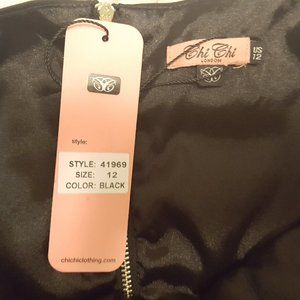 style:
STYLE: 41969
SIZE: 12
COLOR: BLACK
chichiclothing.com
Chi Chi
LONDON
US
12